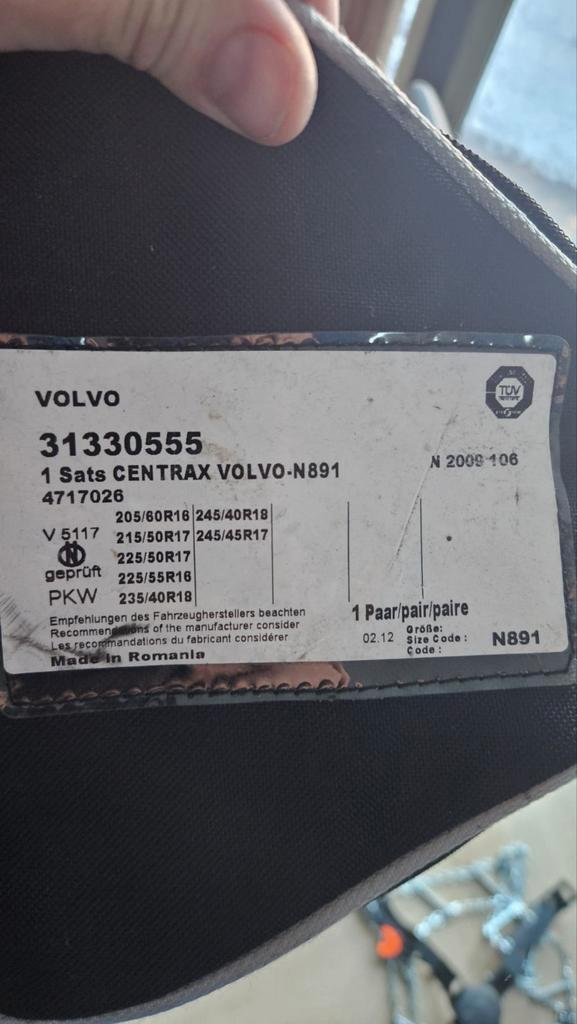 VOLVO
TÜV
31330555
1 Sats CENTRAX VOLVO-N891
N 2009 106
4717026
V 5117
N
geprüft
PKW
205/60R16 245/40R18
215/50R17 245/45R17
225/50R17
225/55R16
235/40R18
Empfehlungen des Fahrzeugherstellers beachten
Recommendations of the manufacturer consider
Les recommandations du fabricant considérer
Made in Romania
1 Paar/pair/paire
02.12
Größe:
Size Code :
Code :
N891